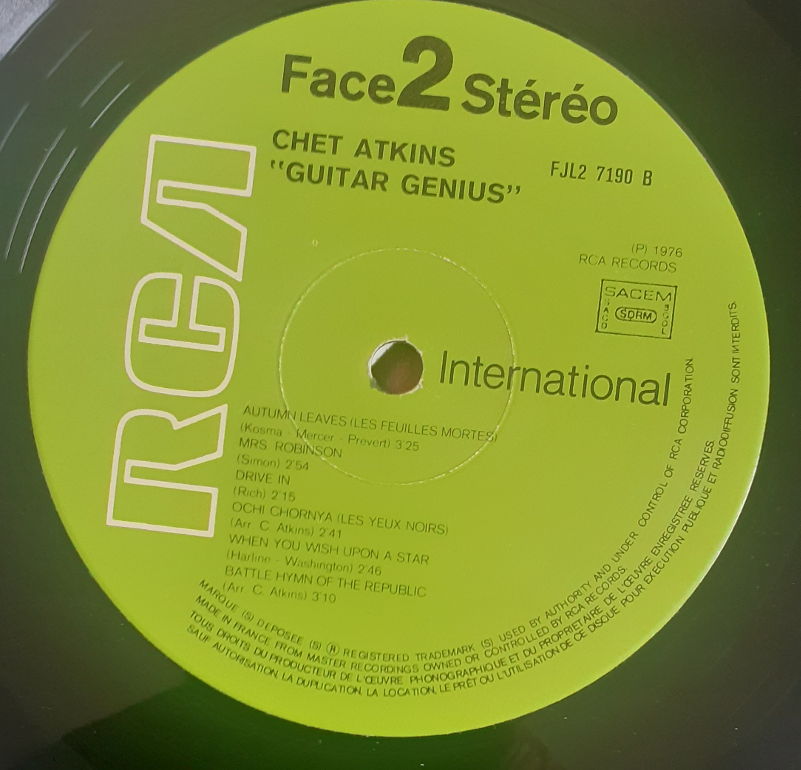 Face 2 Stéréo
CHET ATKINS
"GUITAR GENIUS"
FJL2 7190 B
(P) 1976
RCA RECORDS
SACEM
SACD SDRM SGDL
RCA
International
AUTUMN LEAVES (LES FEUILLES MORTES)
(Kosma - Mercer - Prevert) 3'25
MRS ROBINSON
(Simon) 2'54
DRIVE IN
(Rich) 2'15
OCHI CHORNYA (LES YEUX NOIRS)
(Arr. C. Atkins) 2'41
WHEN YOU WISH UPON A STAR
(Harline - Washington) 2'46
BATTLE HYMN OF THE REPUBLIC
(Arr. C. Atkins) 3'10
MARQUE (S) DEPOSEE (S) ® REGISTERED TRADEMARK (S) USED BY AUTHORITY AND UNDER CONTROL OF RCA CORPORATION.
MADE IN FRANCE FROM MASTER RECORDINGS OWNED OR CONTROLLED BY RCA RECORDS.
TOUS DROITS DU PRODUCTEUR DE L'ŒUVRE PHONOGRAPHIQUE ET DU PROPRIETAIRE DE L'ŒUVRE ENREGISTREE RESERVES.
SAUF AUTORISATION, LA DUPLICATION, LA LOCATION, LE PRÊT OU L'UTILISATION DE CE DISQUE POUR EXECUTION PUBLIQUE ET RADIODIFFUSION SONT INTERDITS.